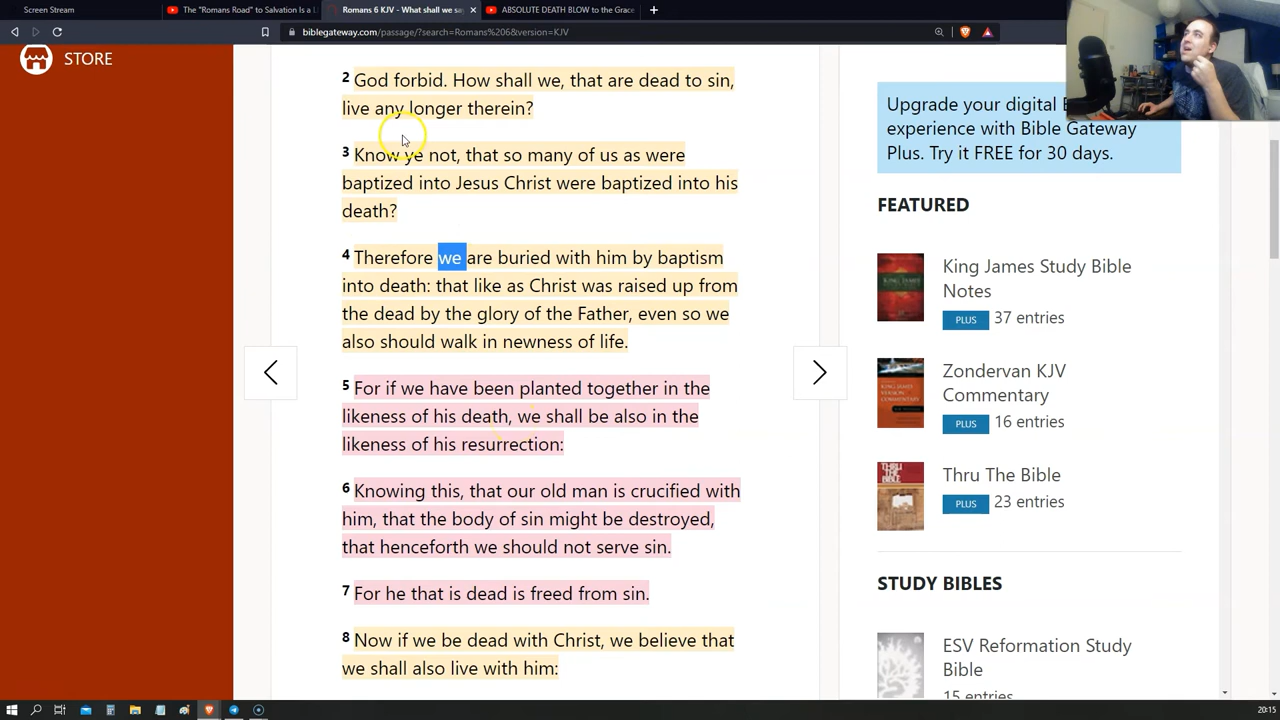 Screen Stream
The "Romans Road" to Salvation Is a L
Romans 6 KJV - What shall we say
ABSOLUTE DEATH BLOW to the Grace
biblegateway.com/passage/?search=Romans%206&version=KJV
STORE
2 God forbid. How shall we, that are dead to sin,
live any longer therein?
3 Know ye not, that so many of us as were
baptized into Jesus Christ were baptized into his
death?
4 Therefore we are buried with him by baptism
into death: that like as Christ was raised up from
the dead by the glory of the Father, even so we
also should walk in newness of life.
5 For if we have been planted together in the
likeness of his death, we shall be also in the
likeness of his resurrection:
6 Knowing this, that our old man is crucified with
him, that the body of sin might be destroyed,
that henceforth we should not serve sin.
7 For he that is dead is freed from sin.
8 Now if we be dead with Christ, we believe that
we shall also live with him:
Upgrade your digital
experience with Bible Gateway
Plus. Try it FREE for 30 days.
FEATURED
King James Study Bible
Notes
PLUS 37 entries
Zondervan KJV
Commentary
PLUS 16 entries
Thru The Bible
PLUS 23 entries
STUDY BIBLES
ESV Reformation Study
Bible
15 entries
20:15